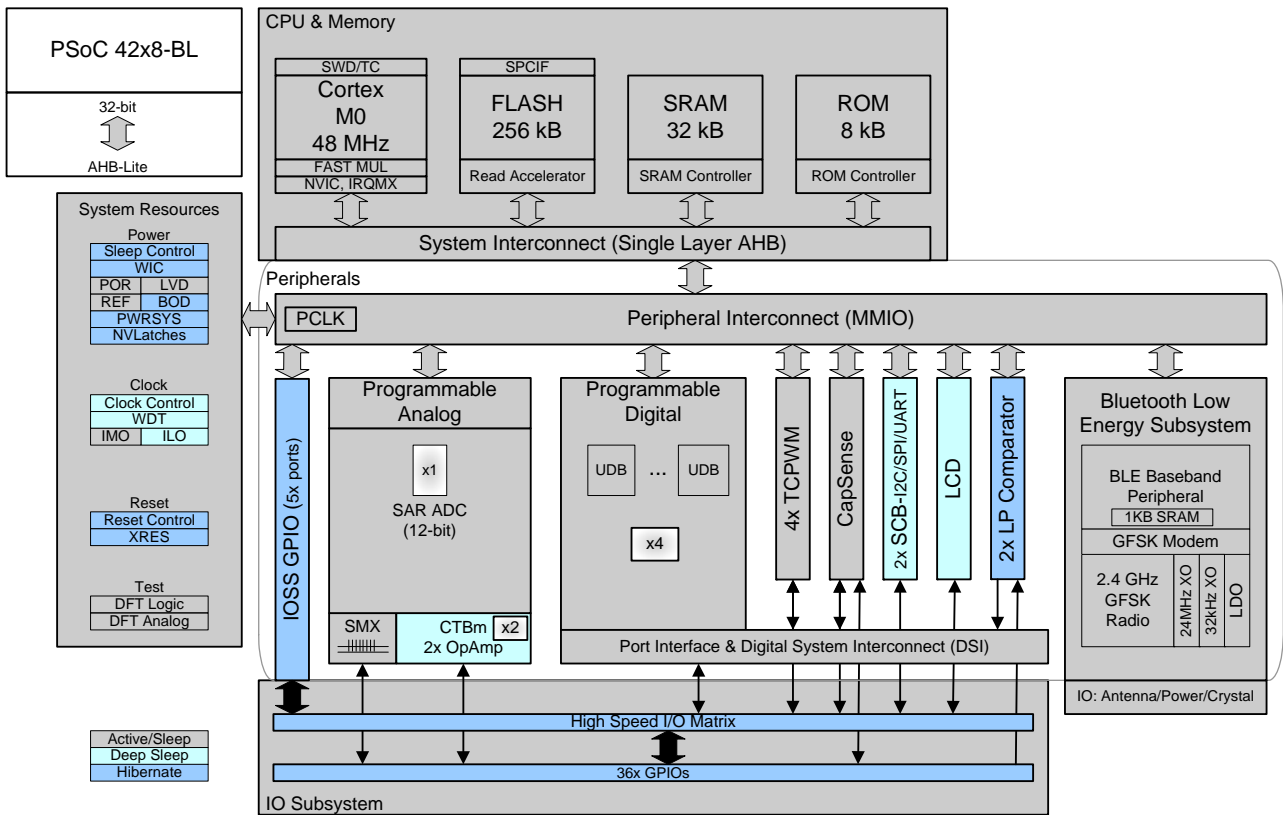 PSoC 42x8-BL
32-bit
AHB-Lite
CPU & Memory
SWD/TC
Cortex
M0
48 MHz
FAST MUL
NVIC, IRQMX
SPCIF
FLASH
256 kB
Read Accelerator
SRAM
32 kB
SRAM Controller
ROM
8 kB
ROM Controller
System Interconnect (Single Layer AHB)
System Resources
Power
Sleep Control
WIC
POR
LVD
REF
BOD
PWRSYS
NVLatches
Clock
Clock Control
WDT
IMO
ILO
Reset
Reset Control
XRES
Test
DFT Logic
DFT Analog
Peripherals
PCLK
Peripheral Interconnect (MMIO)
IOSS GPIO (5x ports)
Programmable
Analog
x1
SAR ADC
(12-bit)
SMX
CTBm
x2
2x OpAmp
Programmable
Digital
UDB
...
UDB
x4
4x TCPWM
CapSense
2x SCB-I2C/SPI/UART
LCD
2x LP Comparator
Port Interface & Digital System Interconnect (DSI)
Bluetooth Low
Energy Subsystem
BLE Baseband
Peripheral
1KB SRAM
GFSK Modem
2.4 GHz
GFSK
Radio
24MHz XO
32kHz XO
LDO
IO: Antenna/Power/Crystal
High Speed I/O Matrix
36x GPIOs
IO Subsystem
Active/Sleep
Deep Sleep
Hibernate